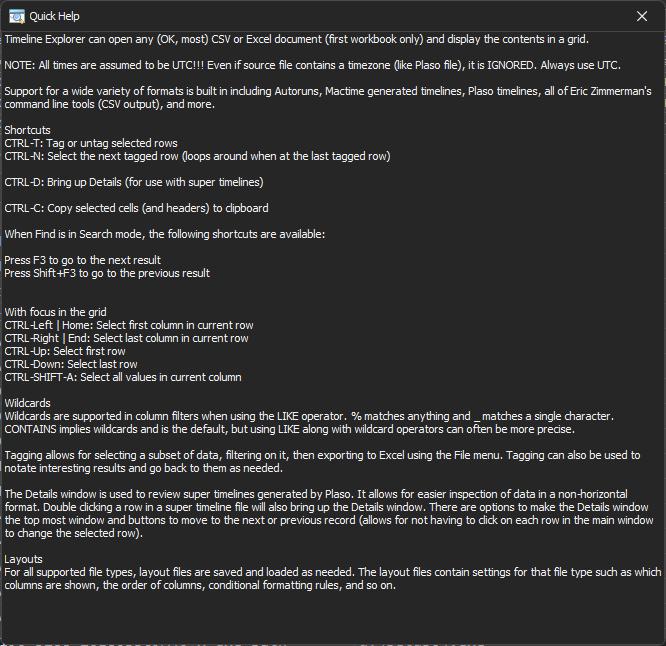 Quick Help
Timeline Explorer can open any (OK, most) CSV or Excel document (first workbook only) and display the contents in a grid.
NOTE: All times are assumed to be UTC!!! Even if source file contains a timezone (like Plaso file), it is IGNORED. Always use UTC.
Support for a wide variety of formats is built in including Autoruns, Mactime generated timelines, Plaso timelines, all of Eric Zimmerman's
command line tools (CSV output), and more.
Shortcuts
CTRL-T: Tag or untag selected rows
CTRL-N: Select the next tagged row (loops around when at the last tagged row)
CTRL-D: Bring up Details (for use with super timelines)
CTRL-C: Copy selected cells (and headers) to clipboard
When Find is in Search mode, the following shortcuts are available:
Press F3 to go to the next result
Press Shift+F3 to go to the previous result
With focus in the grid
CTRL-Left | Home: Select first column in current row
CTRL-Right | End: Select last column in current row
CTRL-Up: Select first row
CTRL-Down: Select last row
CTRL-SHIFT-A: Select all values in current column
Wildcards
Wildcards are supported in column filters when using the LIKE operator. % matches anything and _ matches a single character.
CONTAINS implies wildcards and is the default, but using LIKE along with wildcard operators can often be more precise.
Tagging allows for selecting a subset of data, filtering on it, then exporting to Excel using the File menu. Tagging can also be used to
notate interesting results and go back to them as needed.
The Details window is used to review super timelines generated by Plaso. It allows for easier inspection of data in a non-horizontal
format. Double clicking a row in a super timeline file will also bring up the Details window. There are options to make the Details window
the top most window and buttons to move to the next or previous record (allows for not having to click on each row in the main window
to change the selected row).
Layouts
For all supported file types, layout files are saved and loaded as needed. The layout files contain settings for that file type such as which
columns are shown, the order of columns, conditional formatting rules, and so on.